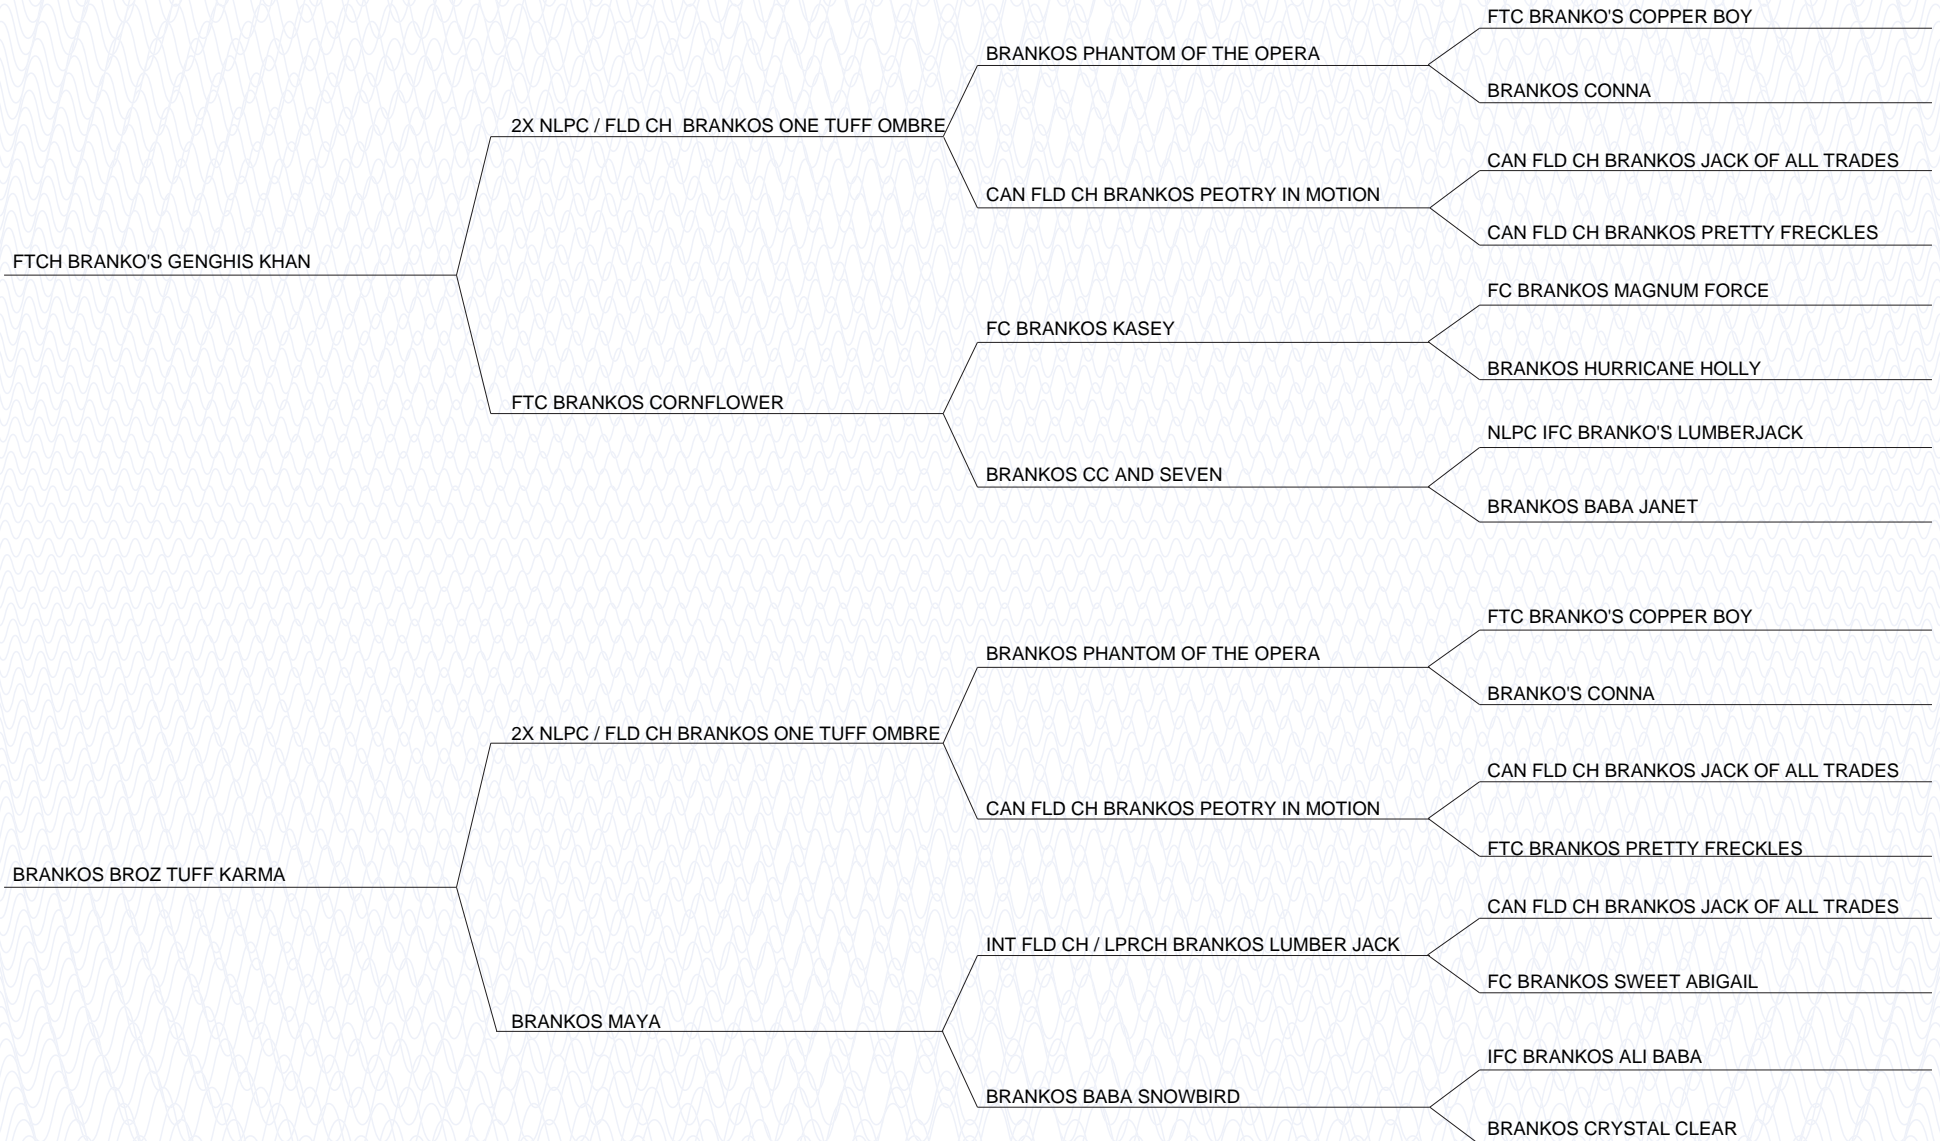 FTC BRANKO'S COPPER BOY
BRANKOS PHANTOM OF THE OPERA
BRANKOS CONNA
2X NLPC / FLD CH  BRANKOS ONE TUFF OMBRE
CAN FLD CH BRANKOS JACK OF ALL TRADES
CAN FLD CH BRANKOS PEOTRY IN MOTION
CAN FLD CH BRANKOS PRETTY FRECKLES
FTCH BRANKO'S GENGHIS KHAN
FC BRANKOS MAGNUM FORCE
FC BRANKOS KASEY
BRANKOS HURRICANE HOLLY
FTC BRANKOS CORNFLOWER
NLPC IFC BRANKO'S LUMBERJACK
BRANKOS CC AND SEVEN
BRANKOS BABA JANET
FTC BRANKO'S COPPER BOY
BRANKOS PHANTOM OF THE OPERA
BRANKO'S CONNA
2X NLPC / FLD CH BRANKOS ONE TUFF OMBRE
CAN FLD CH BRANKOS JACK OF ALL TRADES
CAN FLD CH BRANKOS PEOTRY IN MOTION
FTC BRANKOS PRETTY FRECKLES
BRANKOS BROZ TUFF KARMA
CAN FLD CH BRANKOS JACK OF ALL TRADES
INT FLD CH / LPRCH BRANKOS LUMBER JACK
FC BRANKOS SWEET ABIGAIL
BRANKOS MAYA
IFC BRANKOS ALI BABA
BRANKOS BABA SNOWBIRD
BRANKOS CRYSTAL CLEAR